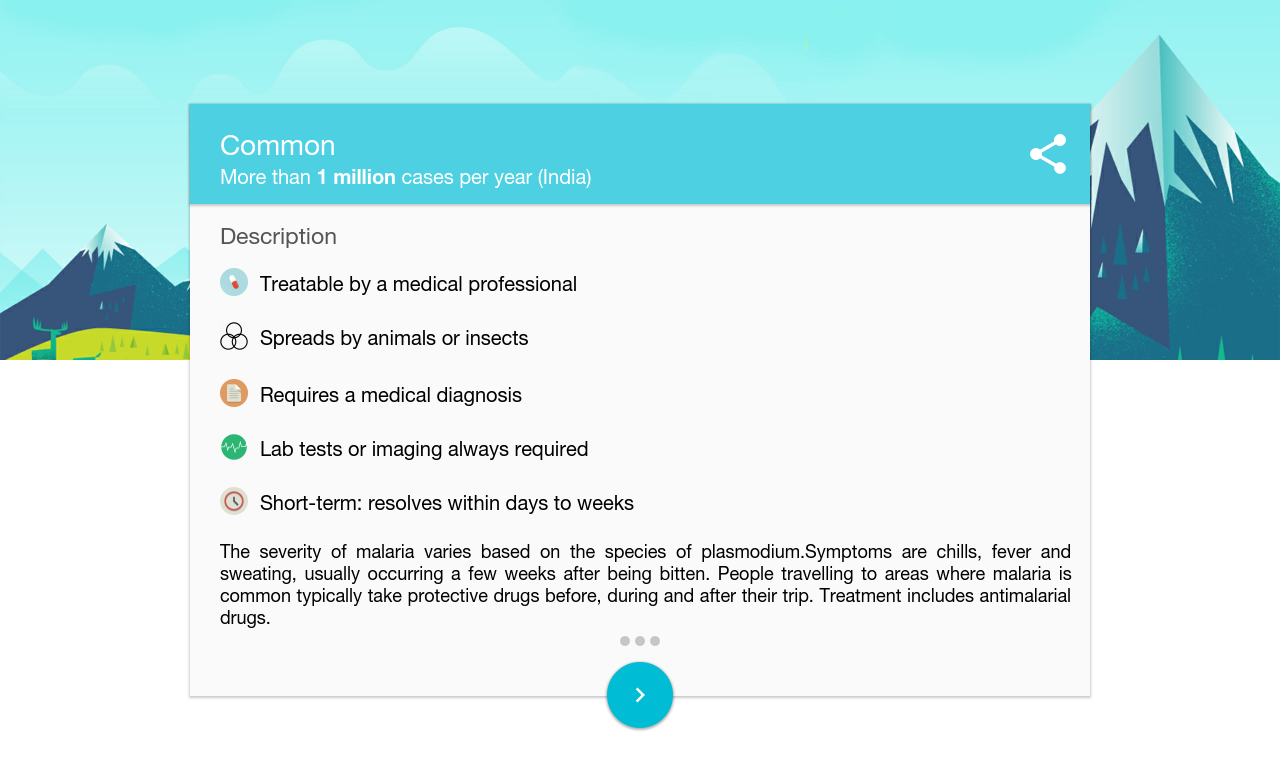 Common
More than 1 million cases per year (India)
Description
Treatable by a medical professional
Spreads by animals or insects
Requires a medical diagnosis
Lab tests or imaging always required
Short-term: resolves within days to weeks
The severity of malaria varies based on the species of plasmodium.Symptoms are chills, fever and
sweating, usually occurring a few weeks after being bitten. People travelling to areas where malaria is
common typically take protective drugs before, during and after their trip. Treatment includes antimalarial
drugs.